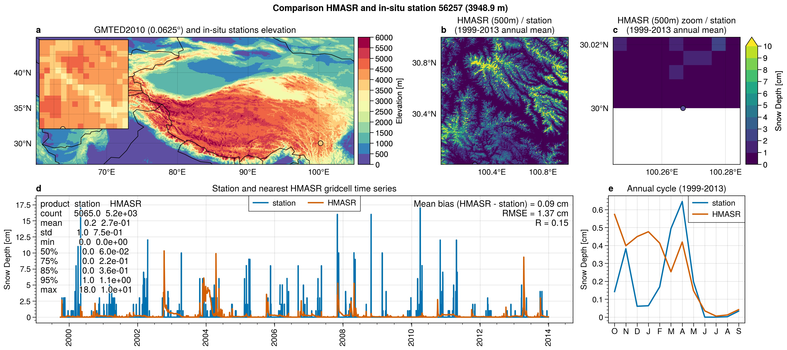 Comparison HMASR and in-situ station 56257 (3948.9 m)
a GMTED2010 (0.0625°) and in-situ stations elevation
40°N
35°N
30°N
70°E 80°E 90°E 100°E
6000
5500
5000
4500
4000
3500
3000
2500
2000
1500
1000
500
0
Elevation [m]
b HMASR (500m) / station
(1999-2013 annual mean)
30.8°N
30.4°N
100.4°E 100.8°E
c HMASR (500m) zoom / station
(1999-2013 annual mean)
30.02°N
30°N
100.26°E 100.28°E
10
9
8
7
6
5
4
3
2
1
0
Snow Depth [cm]
d Station and nearest HMASR gridcell time series
17.5
15.0
12.5
10.0
7.5
5.0
2.5
0.0
Snow Depth [cm]
product station HMASR
count 5065.0 5.2e+03
mean 0.2 2.7e-01
std 1.0 7.5e-01
min 0.0 0.0e+00
50% 0.0 6.0e-02
75% 0.0 2.2e-01
85% 0.0 3.6e-01
95% 1.0 1.1e+00
max 18.0 1.0e+01
station HMASR
Mean bias (HMASR - station) = 0.09 cm
RMSE = 1.37 cm
R = 0.15
2000 2002 2004 2006 2008 2010 2012 2014
e Annual cycle (1999-2013)
station
HMASR
0.6
0.5
0.4
0.3
0.2
0.1
0
Snow Depth [cm]
O N D J F M A M J J A S